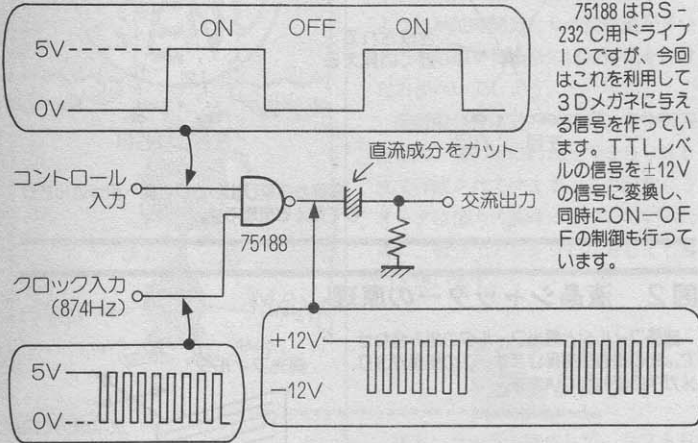 ON OFF ON
5V
0V
コントロール
入力
75188
直流成分をカット
交流出力
クロック入力
(874Hz)
5V
0V
+12V
−12V
75188はRS-
232C用ドライブ
ICですが、今回
はこれを利用して
3Dメガネに与え
る信号を作ってい
ます。TTLレベ
ルの信号を±12V
の信号に変換し、
同時にON−OF
Fの制御も行って
います。